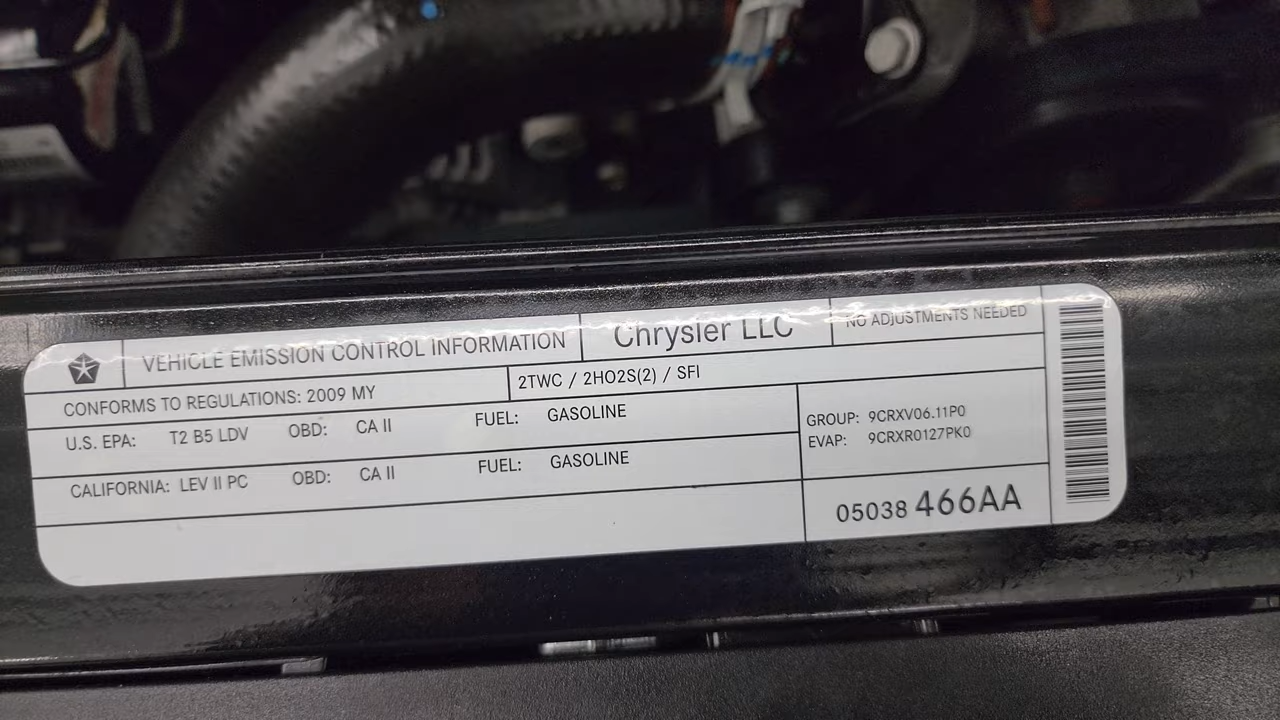 VEHICLE EMISSION CONTROL INFORMATION
Chrysler LLC
NO ADJUSTMENTS NEEDED
CONFORMS TO REGULATIONS: 2009 MY
2TWC / 2HO2S(2) / SFI
U.S. EPA: T2 B5 LDV OBD: CA II FUEL: GASOLINE
GROUP: 9CRXV06.11P0
EVAP: 9CRXR0127PK0
CALIFORNIA: LEV II PC OBD: CA II FUEL: GASOLINE
05038 466AA